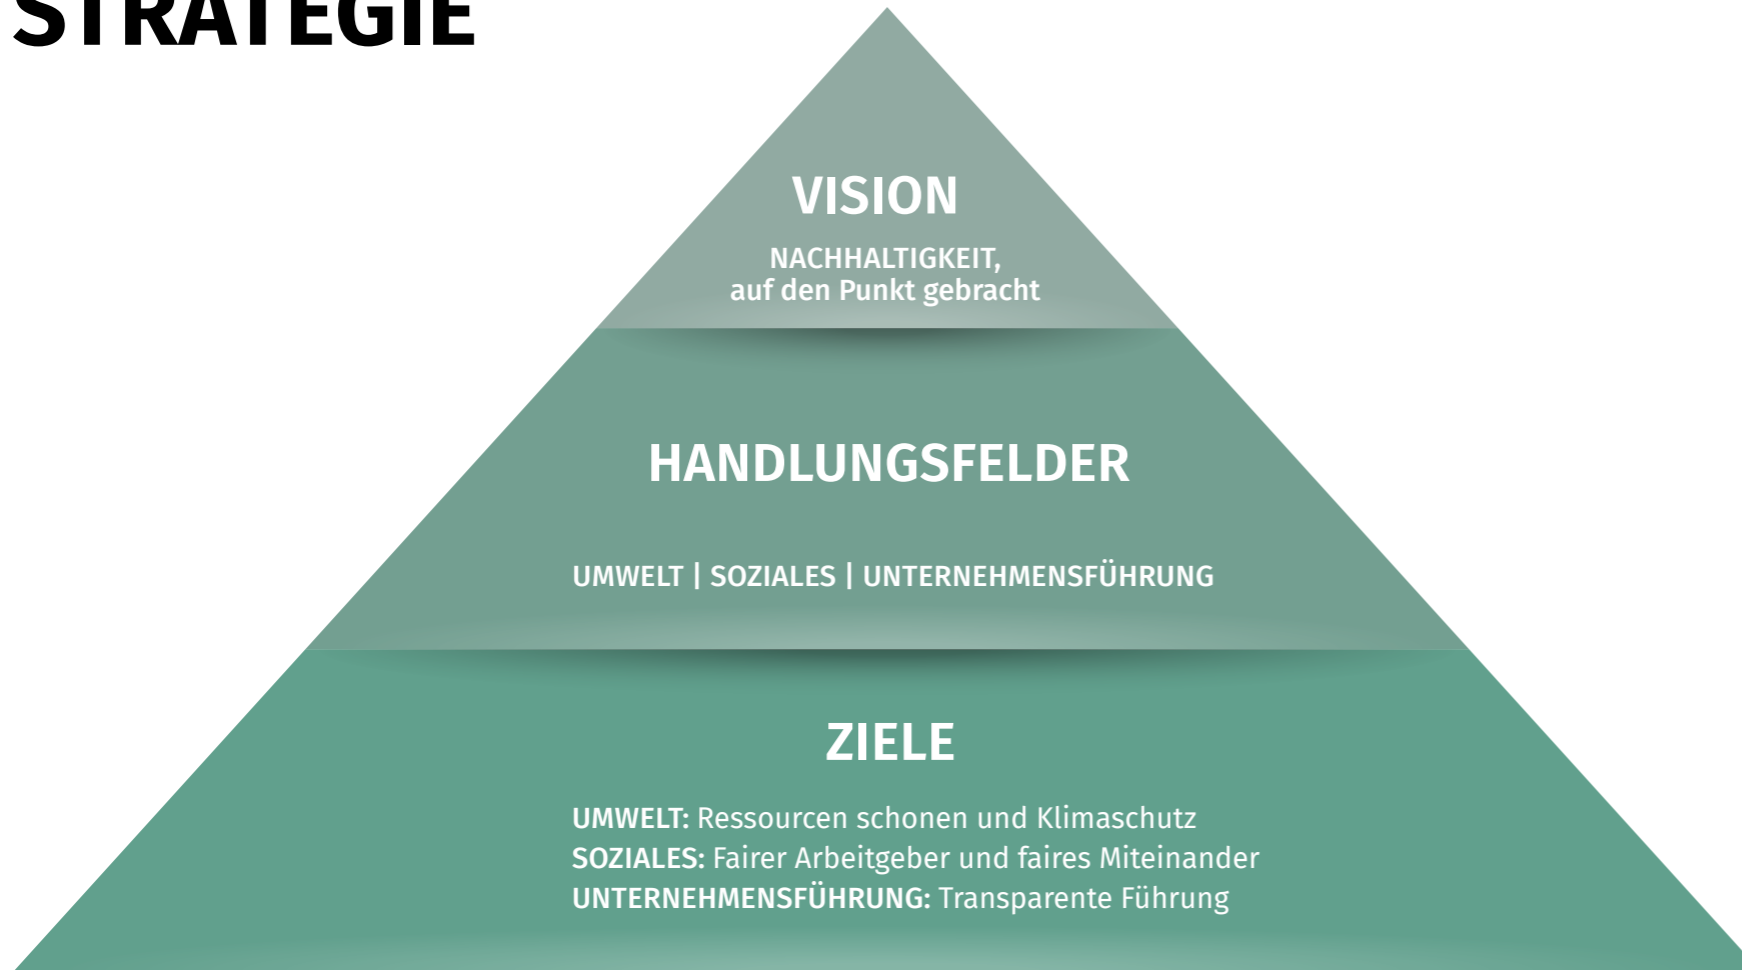 STRATEGIE
VISION
NACHHALTIGKEIT,
auf den Punkt gebracht
HANDLUNGSFELDER
UMWELT | SOZIALES | UNTERNEHMENSFÜHRUNG
ZIELE
UMWELT: Ressourcen schonen und Klimaschutz
SOZIALES: Fairer Arbeitgeber und faires Miteinander
UNTERNEHMENSFÜHRUNG: Transparente Führung